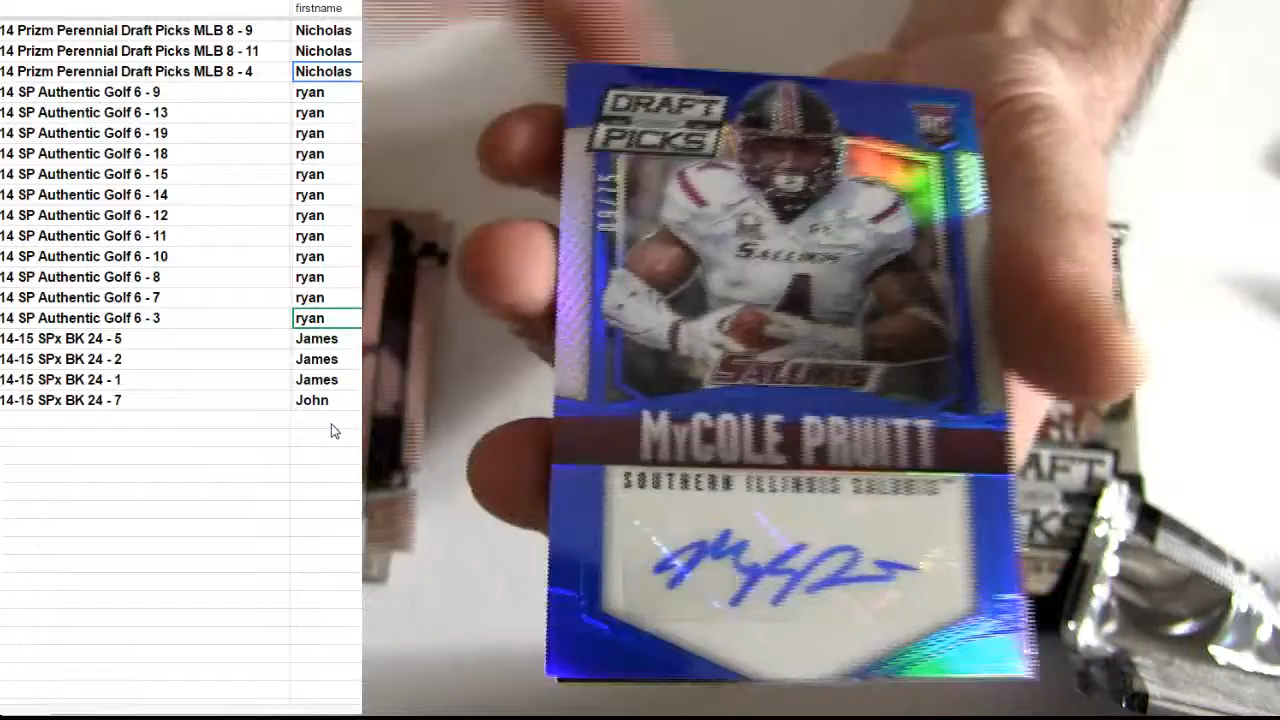 firstname
14 Prizm Perennial Draft Picks MLB 8 - 9 Nicholas
14 Prizm Perennial Draft Picks MLB 8 - 11 Nicholas
14 Prizm Perennial Draft Picks MLB 8 - 4 Nicholas
14 SP Authentic Golf 6 - 9 ryan
14 SP Authentic Golf 6 - 13 ryan
14 SP Authentic Golf 6 - 19 ryan
14 SP Authentic Golf 6 - 18 ryan
14 SP Authentic Golf 6 - 15 ryan
14 SP Authentic Golf 6 - 14 ryan
14 SP Authentic Golf 6 - 12 ryan
14 SP Authentic Golf 6 - 11 ryan
14 SP Authentic Golf 6 - 10 ryan
14 SP Authentic Golf 6 - 8 ryan
14 SP Authentic Golf 6 - 7 ryan
14 SP Authentic Golf 6 - 3 ryan
14-15 SPx BK 24 - 5 James
14-15 SPx BK 24 - 2 James
14-15 SPx BK 24 - 1 James
14-15 SPx BK 24 - 7 John
DRAFT
PICKS
RC
09/75
SALUKIS
4
SALUKIS
MYCOLE PRUITT
SOUTHERN ILLINOIS SALUKIS